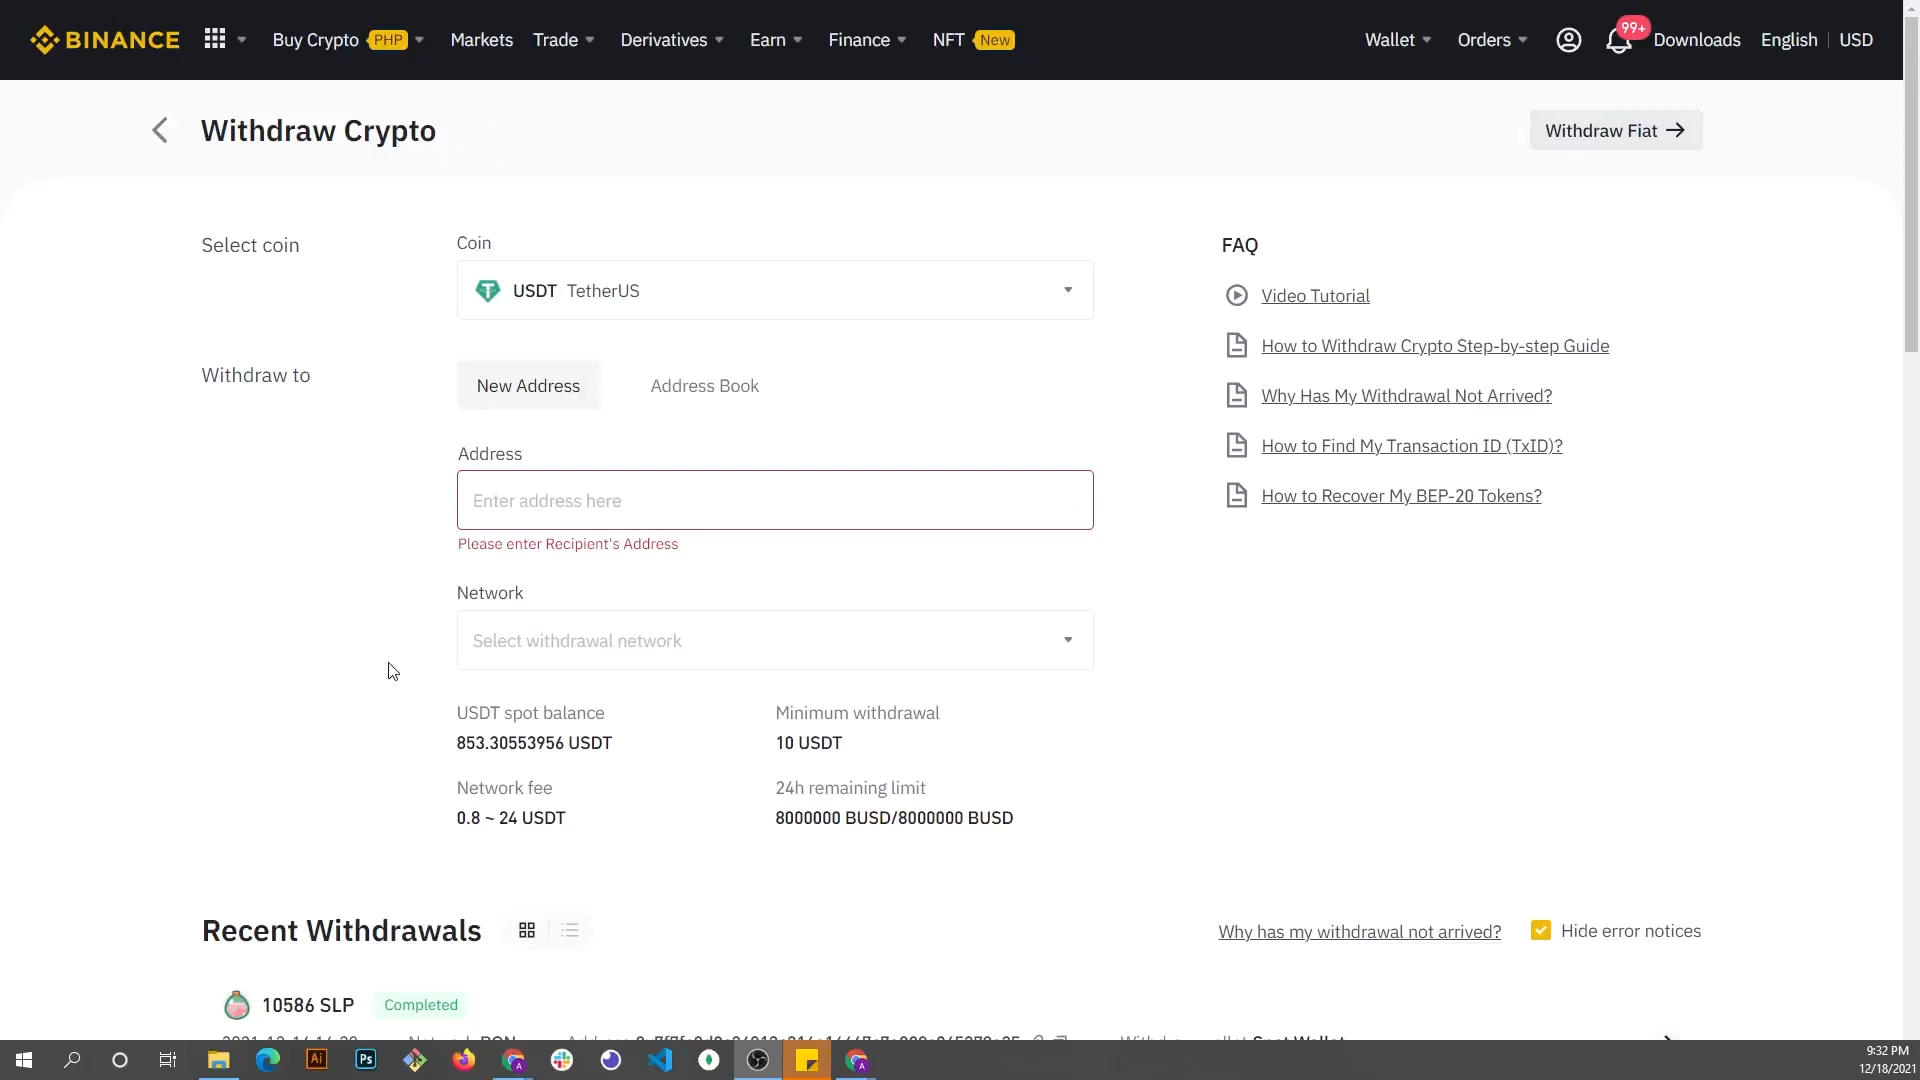 BINANCE
Buy Crypto PHP
Markets
Trade
Derivatives
Earn
Finance
NFT New
Wallet
Orders
99+
Downloads
English
USD
Withdraw Crypto
Withdraw Fiat
Select coin
Coin
USDT TetherUS
Withdraw to
New Address
Address Book
Address
Enter address here
Please enter Recipient's Address
Network
Select withdrawal network
USDT spot balance
853.30553956 USDT
Minimum withdrawal
10 USDT
Network fee
0.8 ~ 24 USDT
24h remaining limit
8000000 BUSD/8000000 BUSD
FAQ
Video Tutorial
How to Withdraw Crypto Step-by-step Guide
Why Has My Withdrawal Not Arrived?
How to Find My Transaction ID (TxID)?
How to Recover My BEP-20 Tokens?
Recent Withdrawals
Why has my withdrawal not arrived?
Hide error notices
10586 SLP Completed
Ai
Ps
9:32 PM
12/18/2021